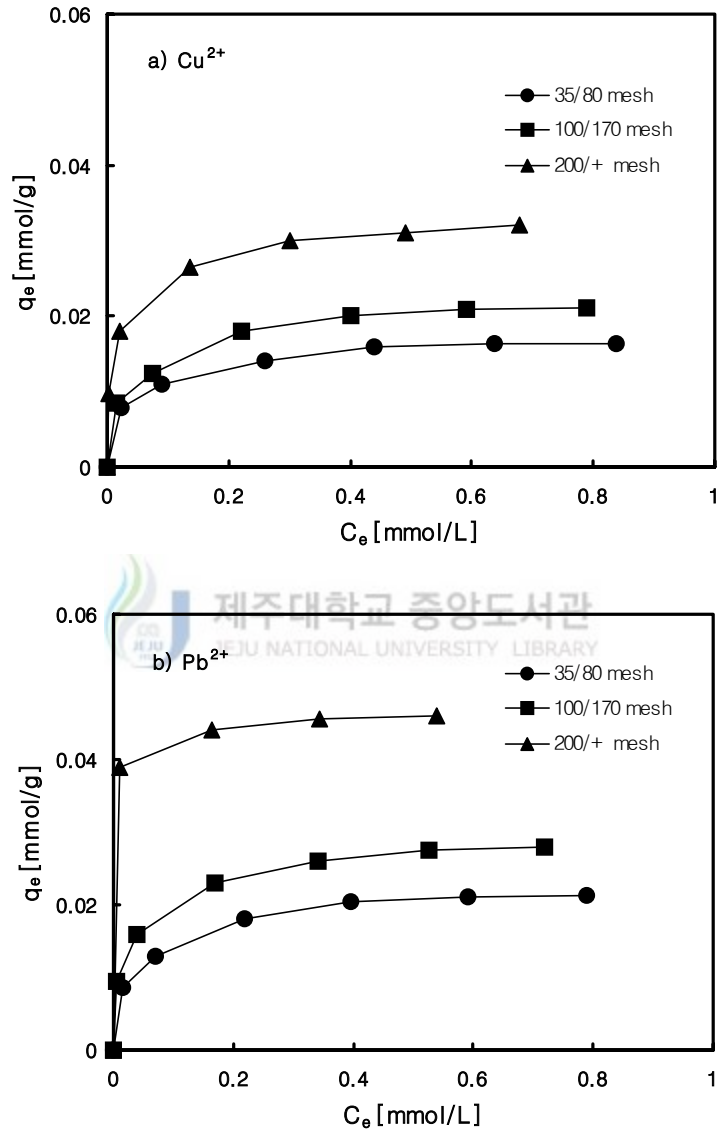 0.06
a) Cu²⁺
35/80 mesh
100/170 mesh
200/+ mesh
0.04
0.02
0
qₑ [mmol/g]
0 0.2 0.4 0.6 0.8 1
Cₑ [mmol/L]
제주대학교 중앙도서관
JEJU NATIONAL UNIVERSITY LIBRARY
JEJU
0.06
b) Pb²⁺
35/80 mesh
100/170 mesh
200/+ mesh
0.04
0.02
0
qₑ [mmol/g]
0 0.2 0.4 0.6 0.8 1
Cₑ [mmol/L]